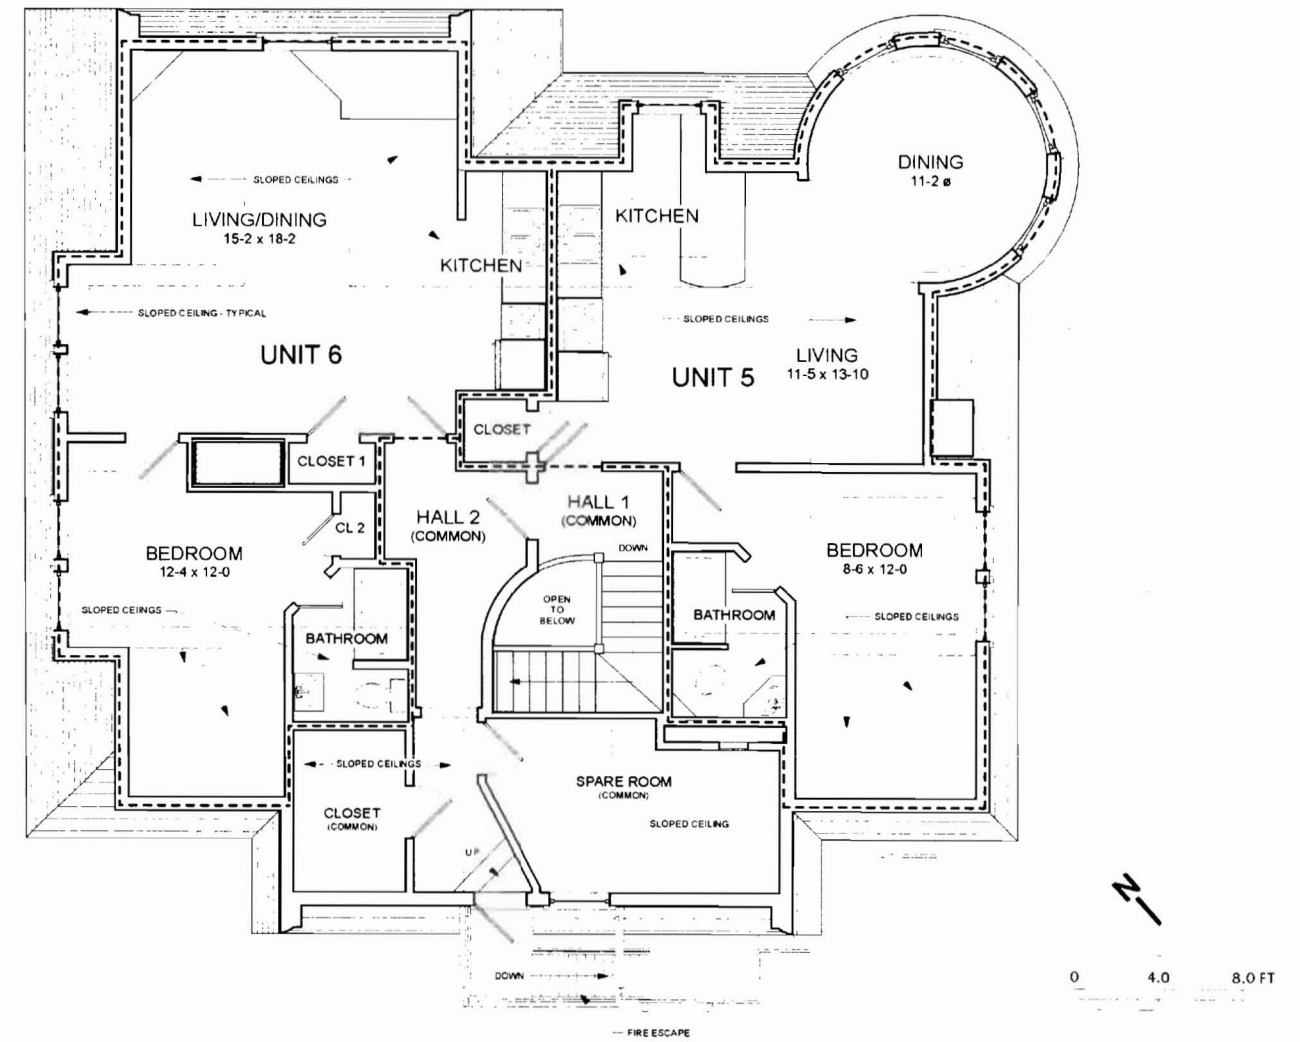 DINING
11-2 ø
SLOPED CEILINGS
LIVING/DINING
15-2 x 18-2
KITCHEN
KITCHEN
SLOPED CEILING - TYPICAL
SLOPED CEILINGS
UNIT 6
LIVING
11-5 x 13-10
UNIT 5
CLOSET
CLOSET 1
HALL 1
(COMMON)
HALL 2
(COMMON)
CL 2
DOWN
BEDROOM
12-4 x 12-0
BEDROOM
8-6 x 12-0
OPEN
TO
BELOW
SLOPED CEIINGS
BATHROOM
SLOPED CEILINGS
BATHROOM
SLOPED CEILINGS
SPARE ROOM
(COMMON)
CLOSET
(COMMON)
SLOPED CEILING
UP
N
DOWN
0 4.0 8.0 FT
FIRE ESCAPE